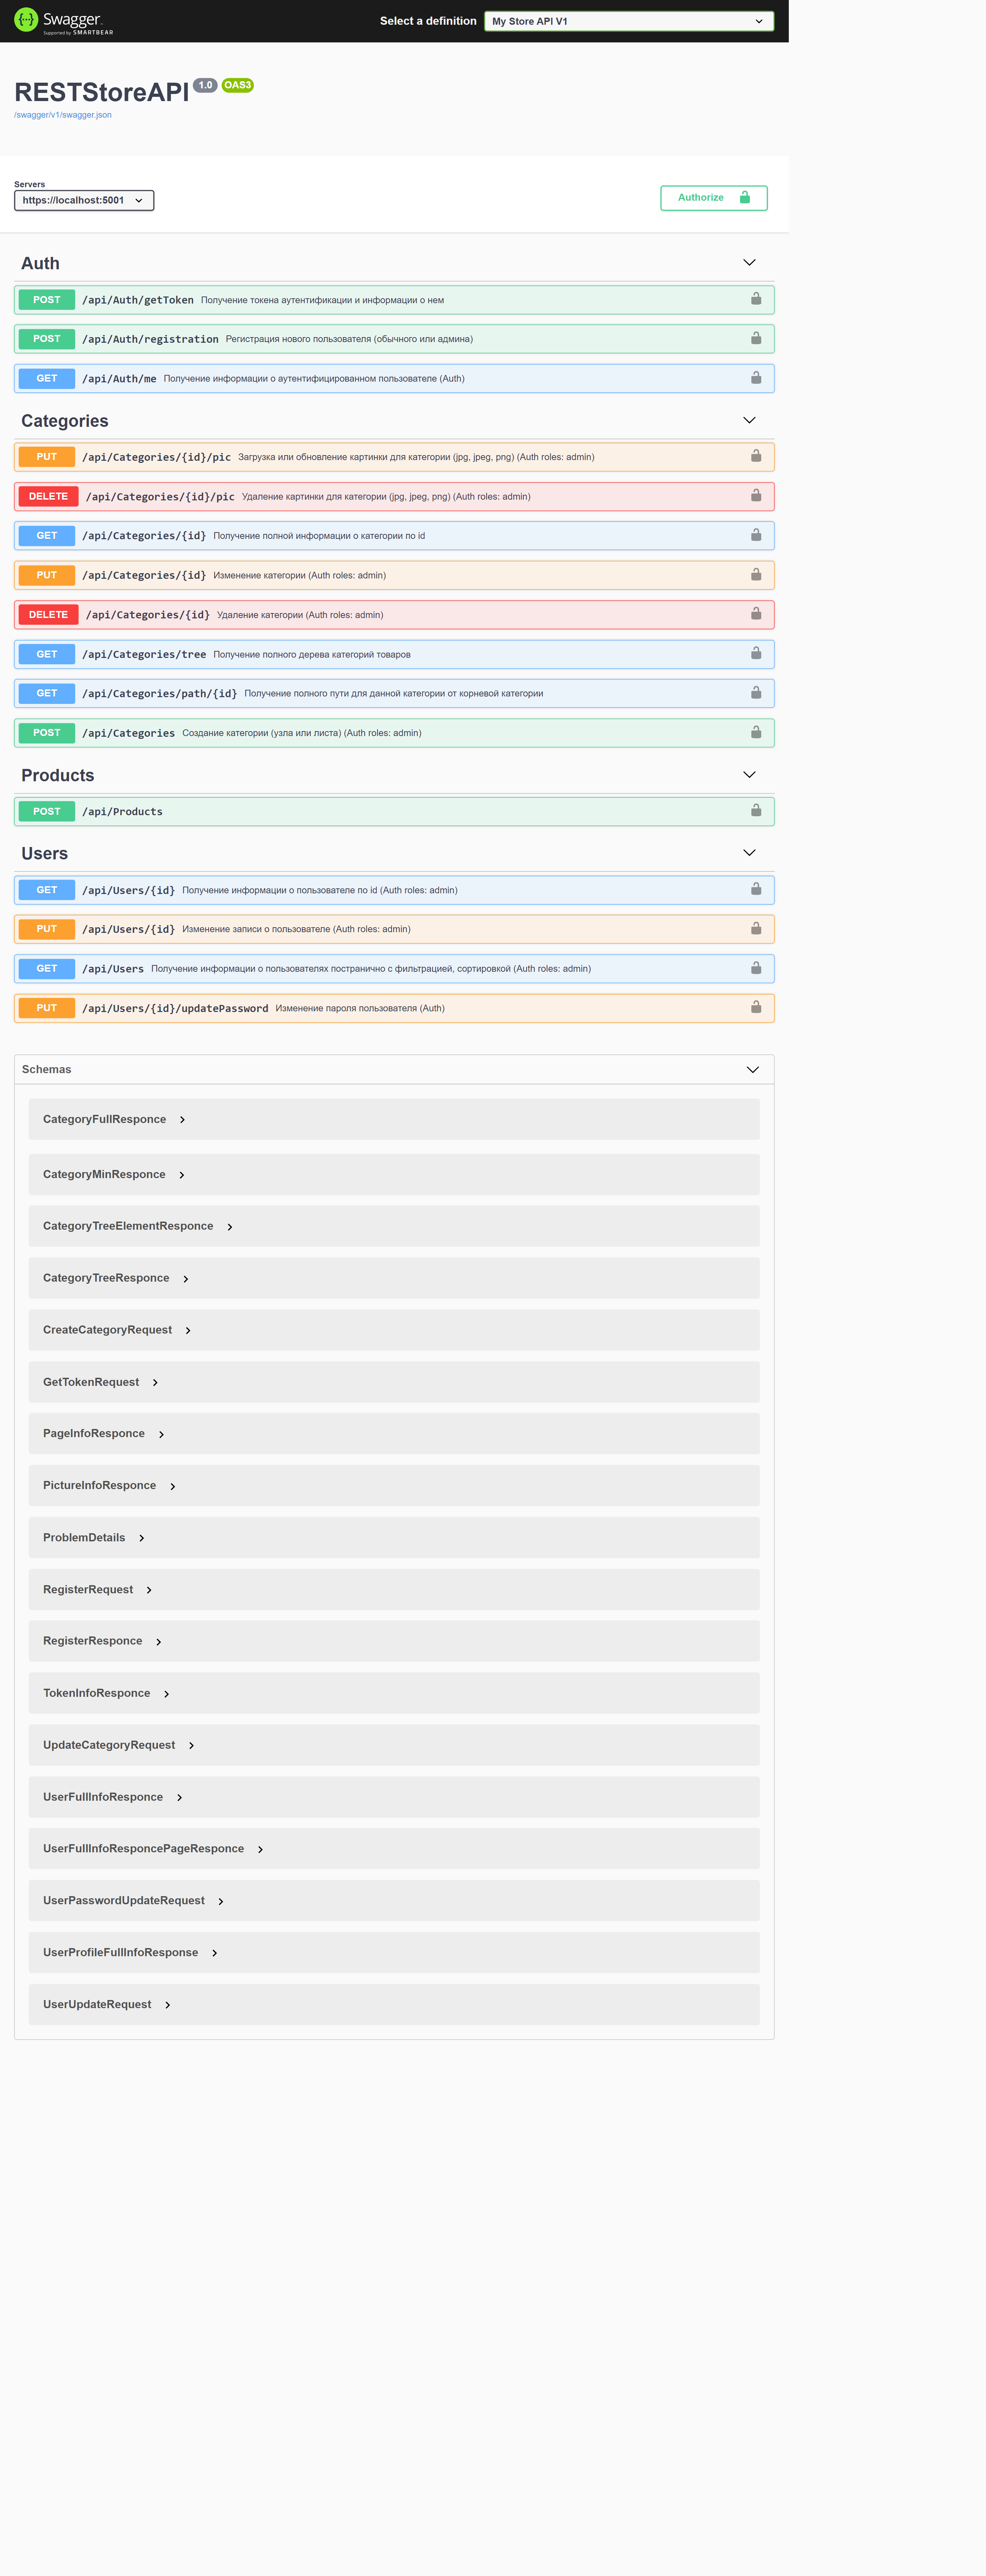 Swagger
Supported by SMARTBEAR
Select a definition
My Store API V1
RESTStoreAPI 1.0 OAS3
/swagger/v1/swagger.json
Servers
https://localhost:5001
Authorize
Auth
POST /api/Auth/getToken Получение токена аутентификации и информации о нем
POST /api/Auth/registration Регистрация нового пользователя (обычного или админа)
GET /api/Auth/me Получение информации о аутентифицированном пользователе (Auth)
Categories
PUT /api/Categories/{id}/pic Загрузка или обновление картинки для категории (jpg, jpeg, png) (Auth roles: admin)
DELETE /api/Categories/{id}/pic Удаление картинки для категории (jpg, jpeg, png) (Auth roles: admin)
GET /api/Categories/{id} Получение полной информации о категории по id
PUT /api/Categories/{id} Изменение категории (Auth roles: admin)
DELETE /api/Categories/{id} Удаление категории (Auth roles: admin)
GET /api/Categories/tree Получение полного дерева категорий товаров
GET /api/Categories/path/{id} Получение полного пути для данной категории от корневой категории
POST /api/Categories Создание категории (узла или листа) (Auth roles: admin)
Products
POST /api/Products
Users
GET /api/Users/{id} Получение информации о пользователе по id (Auth roles: admin)
PUT /api/Users/{id} Изменение записи о пользователе (Auth roles: admin)
GET /api/Users Получение информации о пользователях постранично с фильтрацией, сортировкой (Auth roles: admin)
PUT /api/Users/{id}/updatePassword Изменение пароля пользователя (Auth)
Schemas
CategoryFullResponce
CategoryMinResponce
CategoryTreeElementResponce
CategoryTreeResponce
CreateCategoryRequest
GetTokenRequest
PageInfoResponce
PictureInfoResponce
ProblemDetails
RegisterRequest
RegisterResponce
TokenInfoResponce
UpdateCategoryRequest
UserFullInfoResponce
UserFullInfoResponcePageResponce
UserPasswordUpdateRequest
UserProfileFullInfoResponse
UserUpdateRequest